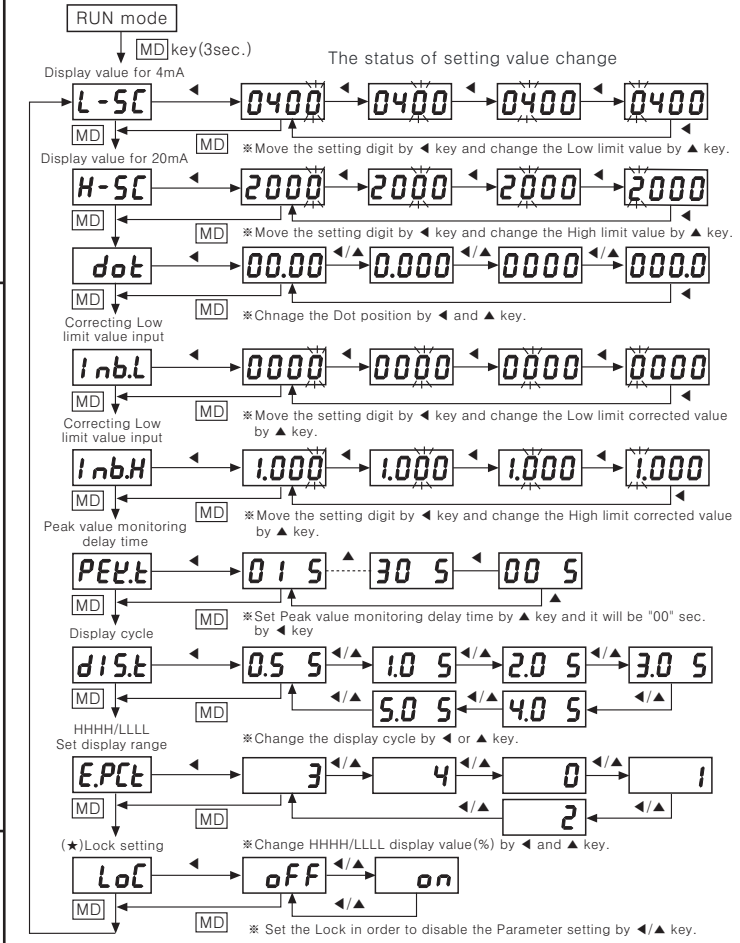 RUN mode
MD key(3sec.)
The status of setting value change
Display value for 4mA
L-SC ◀ 0400 ◀ 0400 ◀ 0400 ◀ 0400
MD MD ◀
※Move the setting digit by ◀ key and change the Low limit value by ▲ key.
Display value for 20mA
H-SC ◀ 2000 ◀ 2000 ◀ 2000 ◀ 2000
MD MD ◀
※Move the setting digit by ◀ key and change the High limit value by ▲ key.
dot ◀ 00.00 ◀/▲ 0.000 ◀/▲ 0000 ◀/▲ 000.0
MD MD ◀
※Chnage the Dot position by ◀ and ▲ key.
Correcting Low
limit value input
Inb.L ◀ 0000 ◀ 0000 ◀ 0000 ◀ 0000
MD MD ◀
※Move the setting digit by ◀ key and change the Low limit corrected value
by ▲ key.
Correcting Low
limit value input
Inb.H ◀ 1.000 ▲ 1.000 ◀ 1.000 ◀ 1.000
MD MD ◀
※Move the setting digit by ◀ key and change the High limit corrected value
by ▲ key.
Peak value monitoring
delay time
PEK.t ◀ 01 S ▲ 30 S ◀ 00 S
MD MD ▲
※Set Peak value monitoring delay time by ▲ key and it will be "00" sec.
by ◀ key
Display cycle
dIS.t ◀ 0.5 S ◀/▲ 1.0 S ◀/▲ 2.0 S ◀/▲ 3.0 S
MD MD ◀/▲ 5.0 S ◀/▲ 4.0 S ◀/▲
※Change the display cycle by ◀ or ▲ key.
HHHH/LLLL
Set display range
E.PCt ◀ 3 ◀/▲ 4 ◀/▲ 0 ◀/▲ 1
MD MD ◀/▲ 2 ◀/▲
※Change HHHH/LLLL display value(%) by ◀ and ▲ key.
(★)Lock setting
LoC ◀ oFF ◀/▲ on
MD MD ◀/▲
※ Set the Lock in order to disable the Parameter setting by ◀/▲ key.